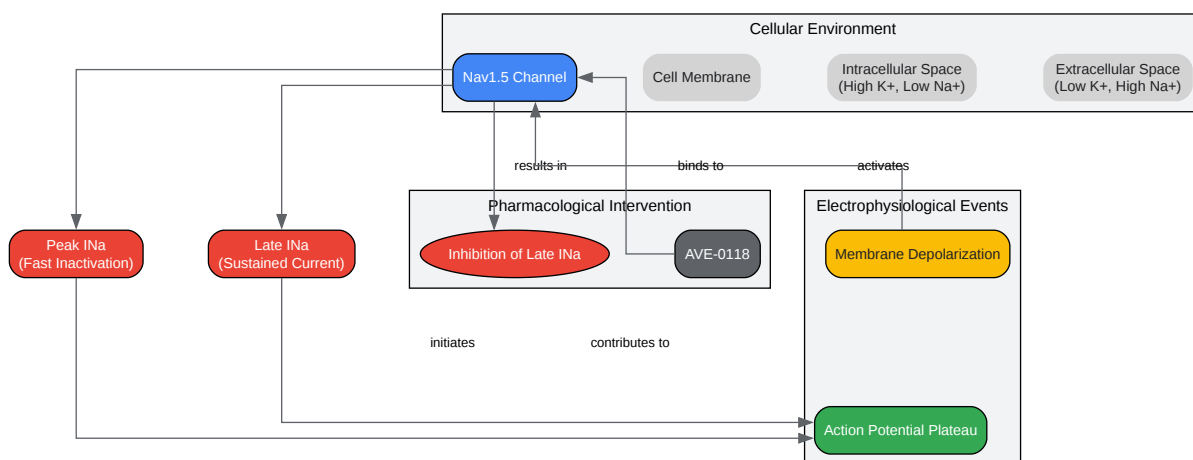 Cellular Environment
Nav1.5 Channel
Cell Membrane
Intracellular Space
(High K+, Low Na+)
Extracellular Space
(Low K+, High Na+)
results in
binds to
activates
Pharmacological Intervention
Electrophysiological Events
Peak INa
(Fast Inactivation)
Late INa
(Sustained Current)
Inhibition of Late INa
AVE-0118
Membrane Depolarization
initiates
contributes to
Action Potential Plateau